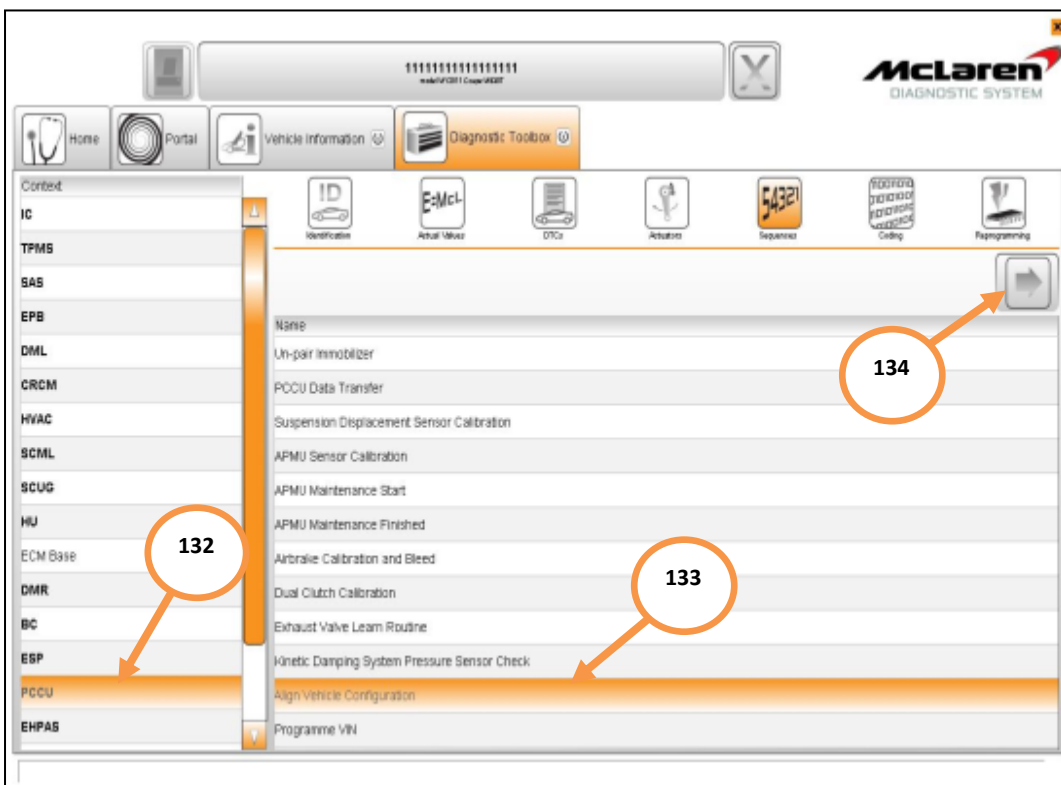 11111111111111111
McLaren
DIAGNOSTIC SYSTEM
Home
Portal
Vehicle Information
Diagnostic Toolbox
Context
IC
TPMS
SAS
EPB
DML
CRCM
HVAC
SCML
SCUG
HU
ECM Base
DMR
BC
ESP
PCCU
EHPAS
ID
Identification
E=McL
Actual Values
DTCs
Actuators
54321
Sequences
Coding
Reprogramming
Name
Un-pair Immobilizer
PCCU Data Transfer
Suspension Displacement Sensor Calibration
APMU Sensor Calibration
APMU Maintenance Start
APMU Maintenance Finished
Airbrake Calibration and Bleed
Dual Clutch Calibration
Exhaust Valve Learn Routine
Kinetic Damping System Pressure Sensor Check
Align Vehicle Configuration
Programme VIN
132
133
134